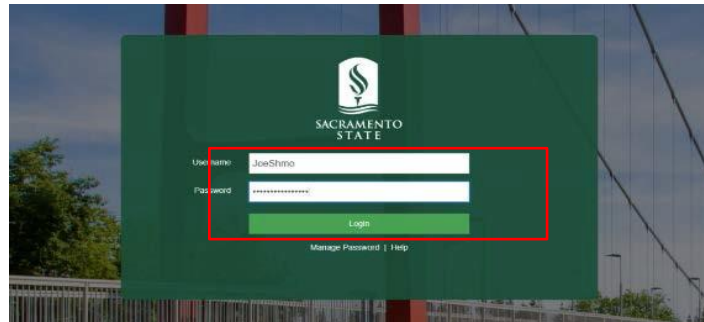 SACRAMENTO
STATE
Username JoeShmo
Password ••••••••••••••••
Login
Manage Password | Help